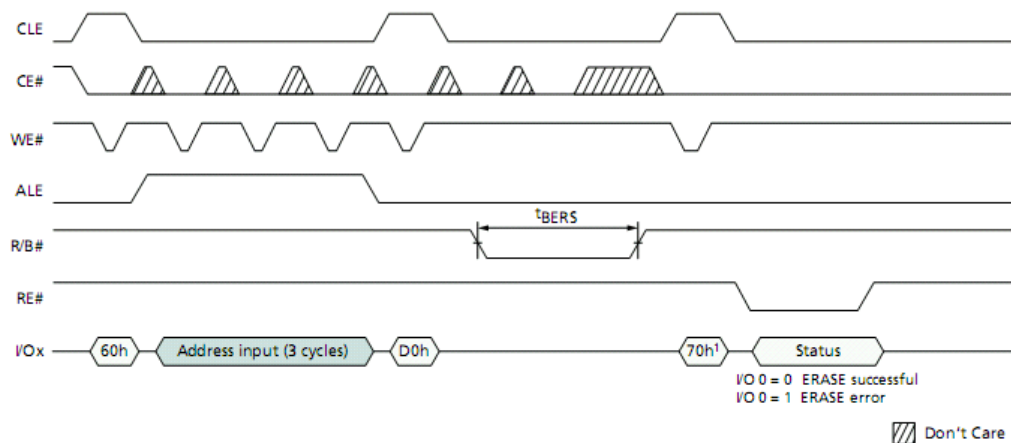 CLE
CE#
WE#
ALE
tBERS
R/B#
RE#
I/Ox 60h Address input (3 cycles) D0h 70h1 Status
I/O 0 = 0 ERASE successful
I/O 0 = 1 ERASE error
Don't Care